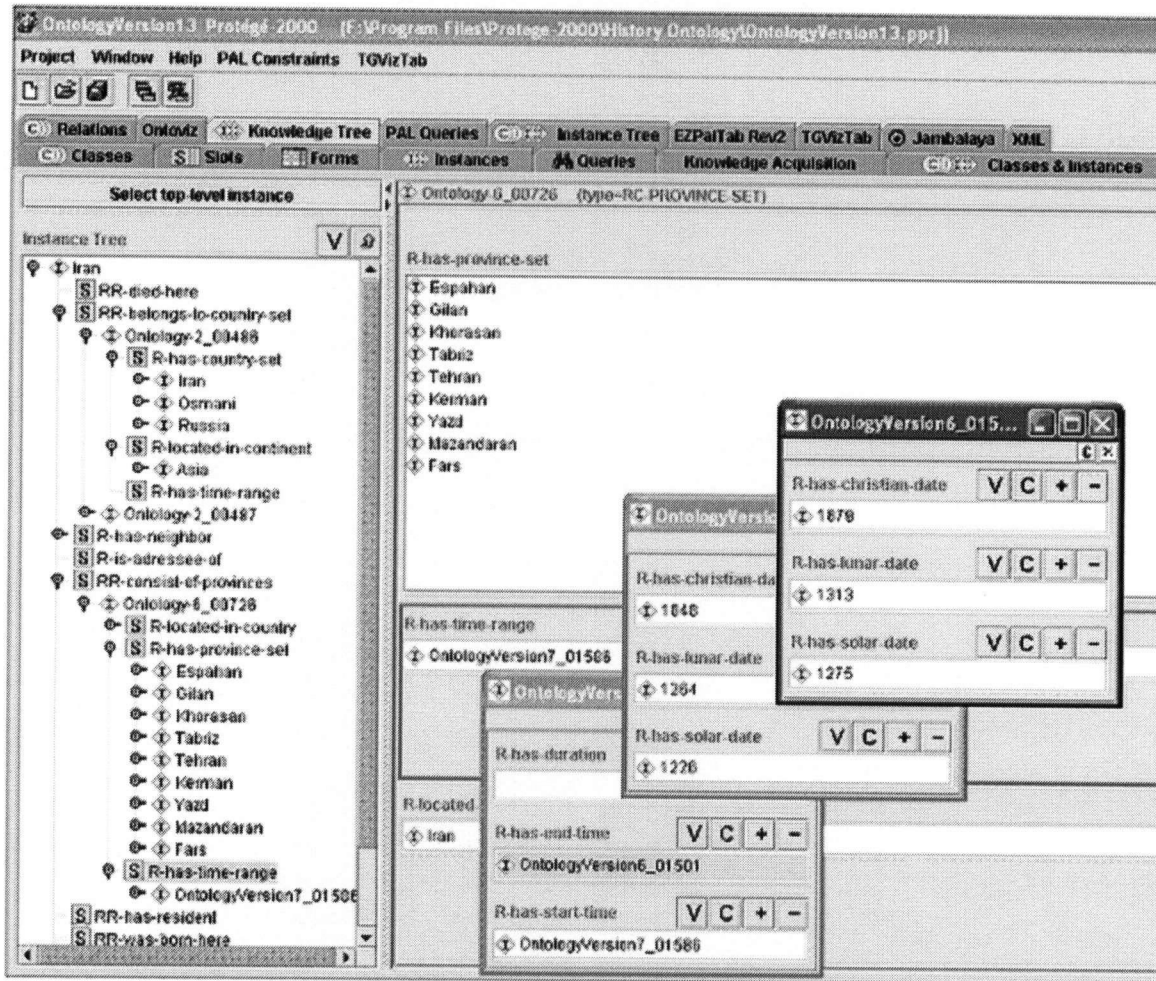 OntologyVersion13 Protégé-2000 (F:\Program Files\Protege-2000\History Ontology\OntologyVersion13.pprj)
Project Window Help PAL Constraints TGVizTab
Relations Ontoviz Knowledge Tree PAL Queries Instance Tree EZPalTab Rev2 TGVizTab Jambalaya XML
Classes Slots Forms Instances Queries Knowledge Acquisition Classes & Instances
Select top-level instance
Instance Tree V
Iran
S RR-died-here
S RR-belongs-to-country-set
Ontology-2_00486
S R-has-country-set
Iran
Osmani
Russia
S R-located-in-continent
Asia
S R-has-time-range
Ontology-2_00487
S R-has-neighbor
S R-is-adressee-of
S RR-consist-of-provinces
Ontology-6_00726
S R-located-in-country
S R-has-province-set
Espahan
Gilan
Khorasan
Tabriz
Tehran
Kerman
Yazd
Mazandaran
Fars
S R-has-time-range
OntologyVersion7_01586
S RR-has-resident
S RR-was-born-here
Ontology-6_00726 (type=RC-PROVINCE-SET)
R-has-province-set
Espahan
Gilan
Khorasan
Tabriz
Tehran
Kerman
Yazd
Mazandaran
Fars
R-has-time-range
OntologyVersion7_01586
R-located
Iran
OntologyVers
R-has-duration
R-has-end-time V C + -
OntologyVersion6_01501
R-has-start-time V C + -
OntologyVersion7_01586
OntologyVersion
R-has-christian-da
1848
R-has-lunar-date
1264
R-has-solar-date V C + -
1226
OntologyVersion6_015...
C ×
R-has-christian-date V C + -
1876
R-has-lunar-date V C + -
1313
R-has-solar-date V C + -
1275